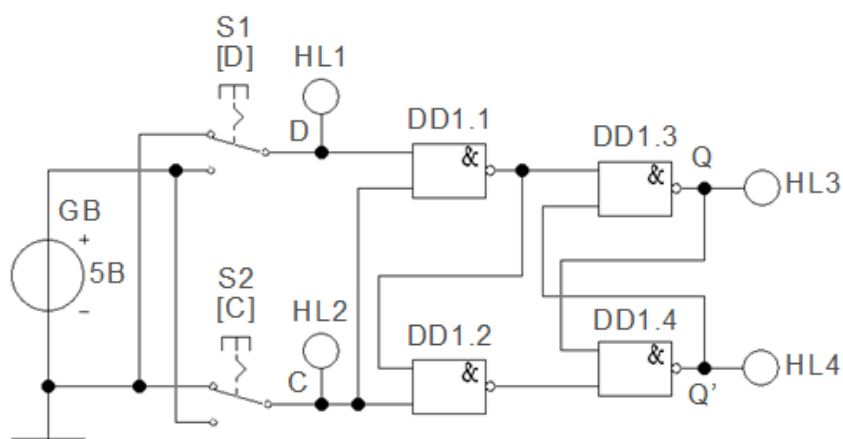 S1
[D]
HL1
D
DD1.1
&
DD1.3
&
Q
HL3
GB
+
5В
−
S2
[C]
HL2
C
DD1.2
&
DD1.4
&
Q'
HL4